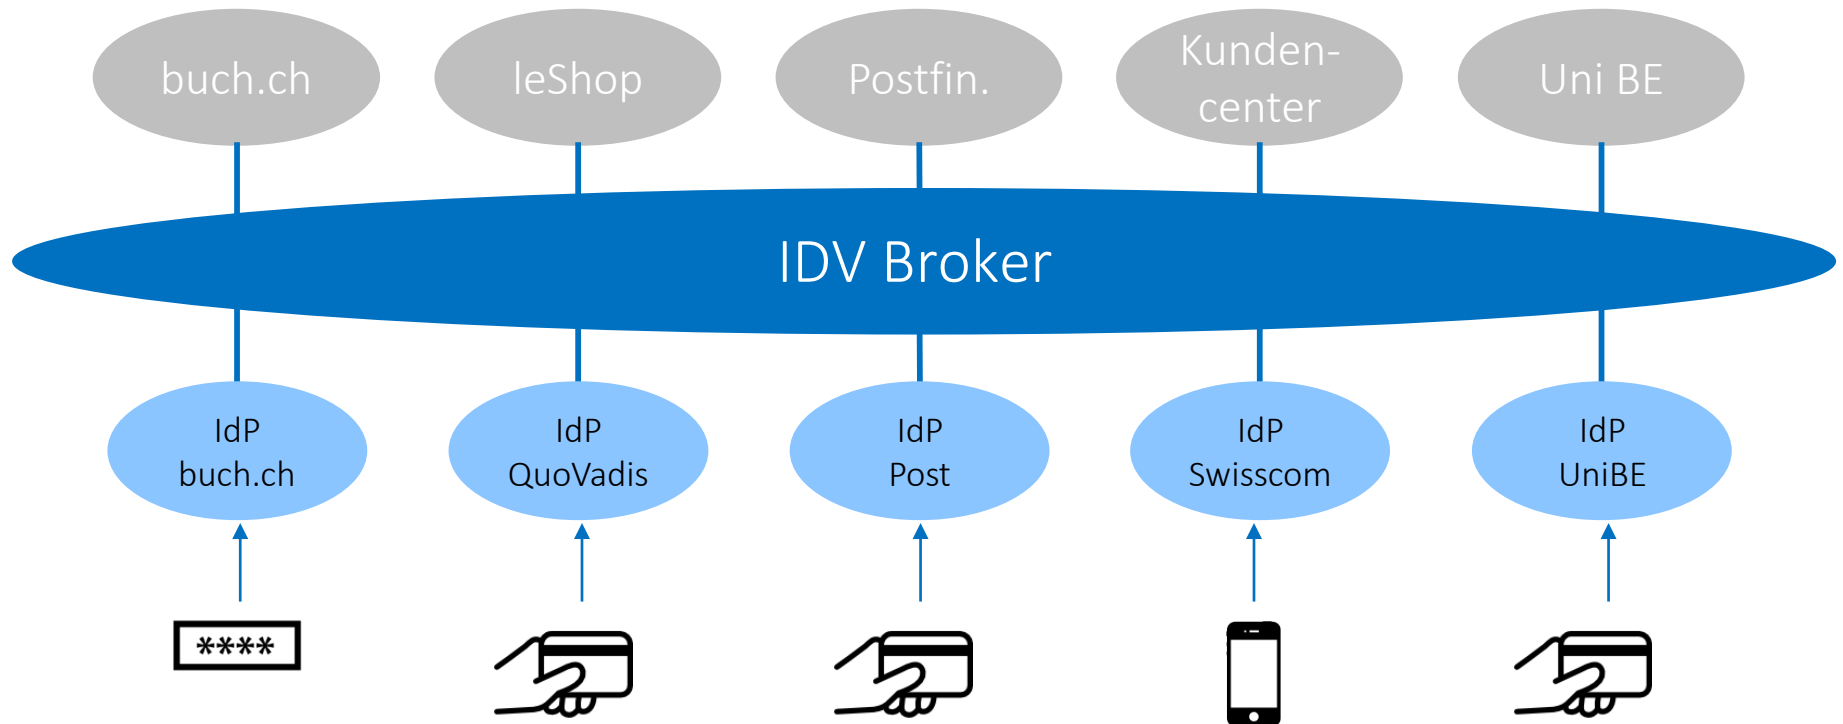 buch.ch
leShop
Postfin.
Kunden-
center
Uni BE
IDV Broker
IdP
buch.ch
IdP
QuoVadis
IdP
Post
IdP
Swisscom
IdP
UniBE
****